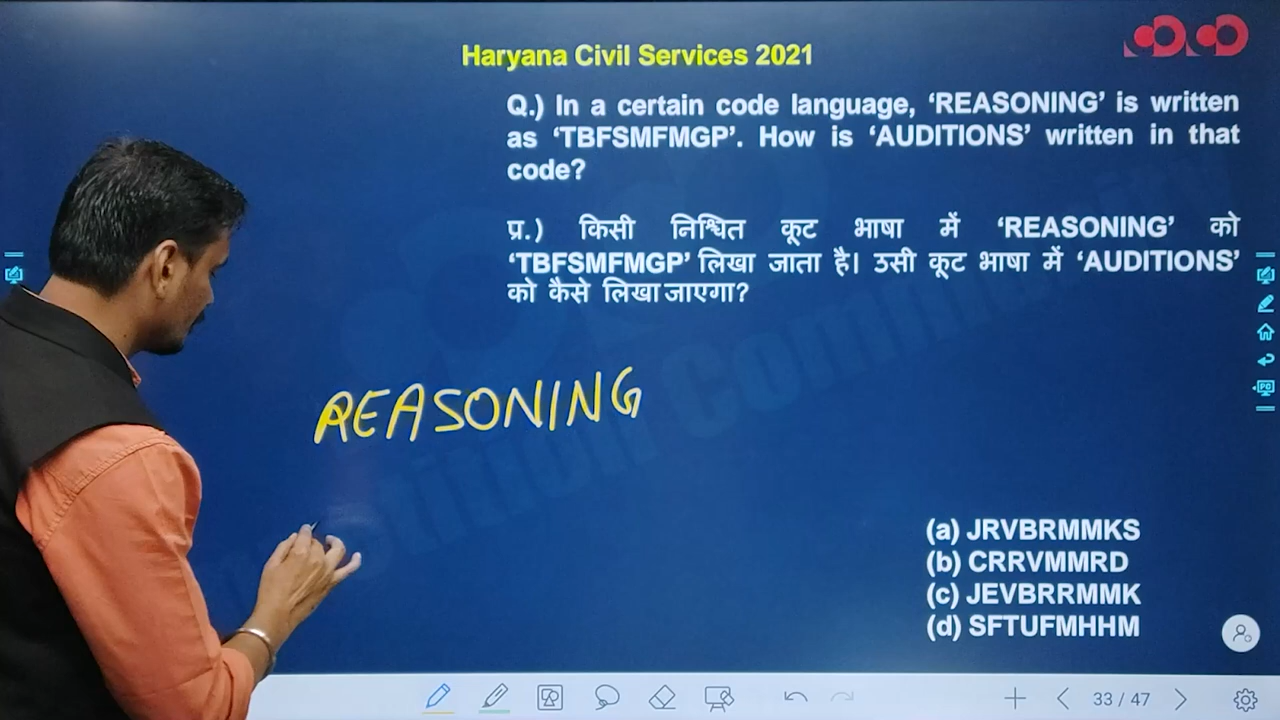 Haryana Civil Services 2021
Q.) In a certain code language, ‘REASONING’ is written
as ‘TBFSMFMGP’. How is ‘AUDITIONS’ written in that
code?
प्र.) किसी निश्चित कूट भाषा में ‘REASONING’ को
‘TBFSMFMGP’ लिखा जाता है। उसी कूट भाषा में ‘AUDITIONS’
को कैसे लिखा जाएगा?
REASONING
(a) JRVBRMMKS
(b) CRRVMMRD
(c) JEVBRRMMK
(d) SFTUFMHHM
33 / 47